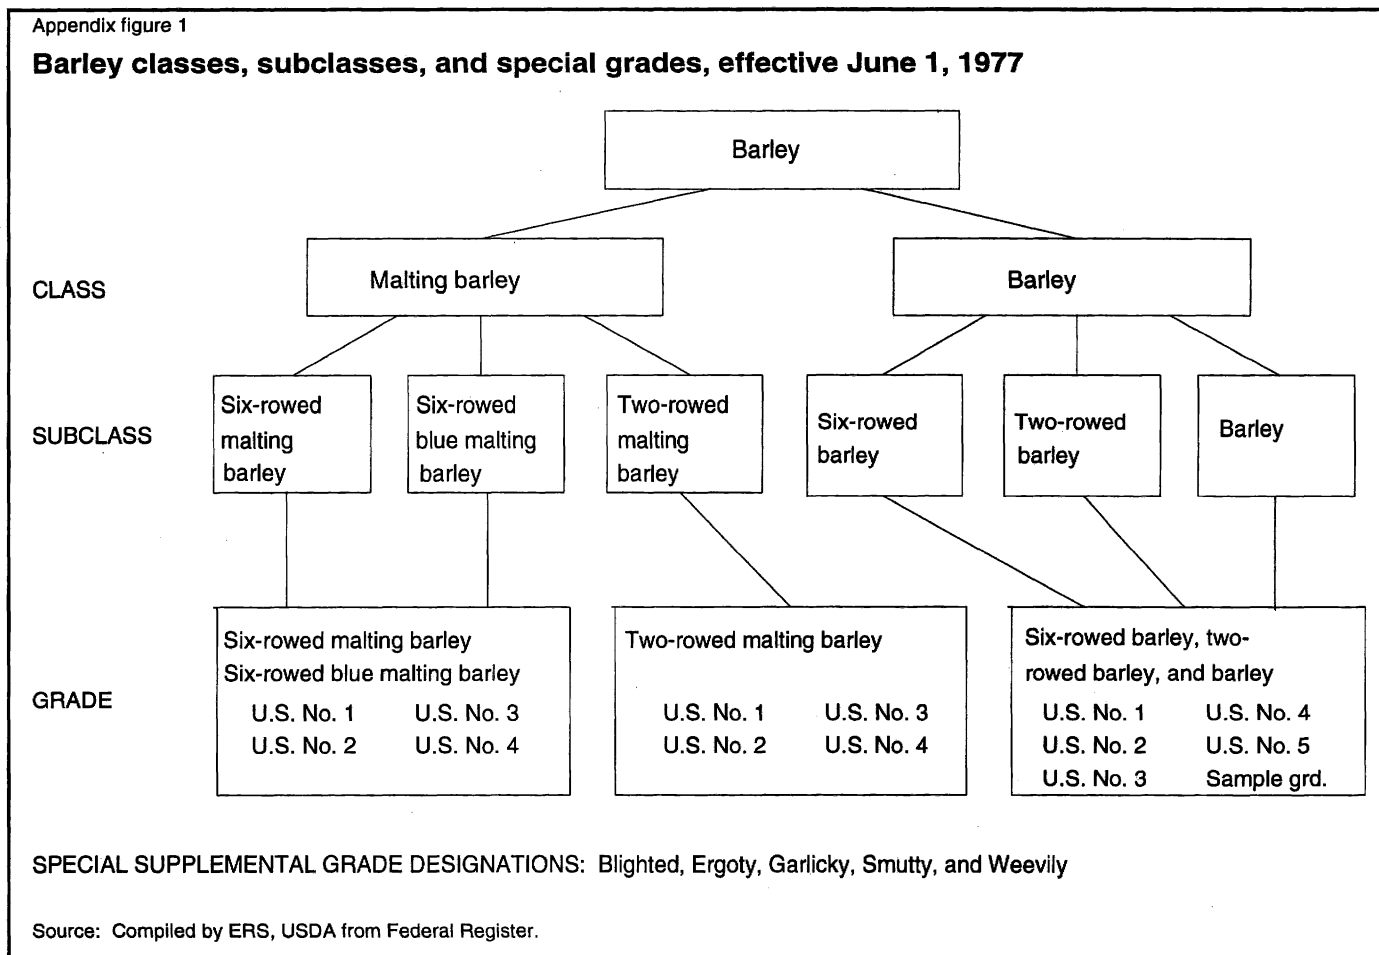 Appendix figure 1
Barley classes, subclasses, and special grades, effective June 1, 1977
Barley
CLASS
Malting barley
Barley
SUBCLASS
Six-rowed
malting
barley
Six-rowed
blue malting
barley
Two-rowed
malting
barley
Six-rowed
barley
Two-rowed
barley
Barley
GRADE
Six-rowed malting barley
Six-rowed blue malting barley
U.S. No. 1 U.S. No. 3
U.S. No. 2 U.S. No. 4
Two-rowed malting barley
U.S. No. 1 U.S. No. 3
U.S. No. 2 U.S. No. 4
Six-rowed barley, two-
rowed barley, and barley
U.S. No. 1 U.S. No. 4
U.S. No. 2 U.S. No. 5
U.S. No. 3 Sample grd.
SPECIAL SUPPLEMENTAL GRADE DESIGNATIONS: Blighted, Ergoty, Garlicky, Smutty, and Weevily
Source: Compiled by ERS, USDA from Federal Register.